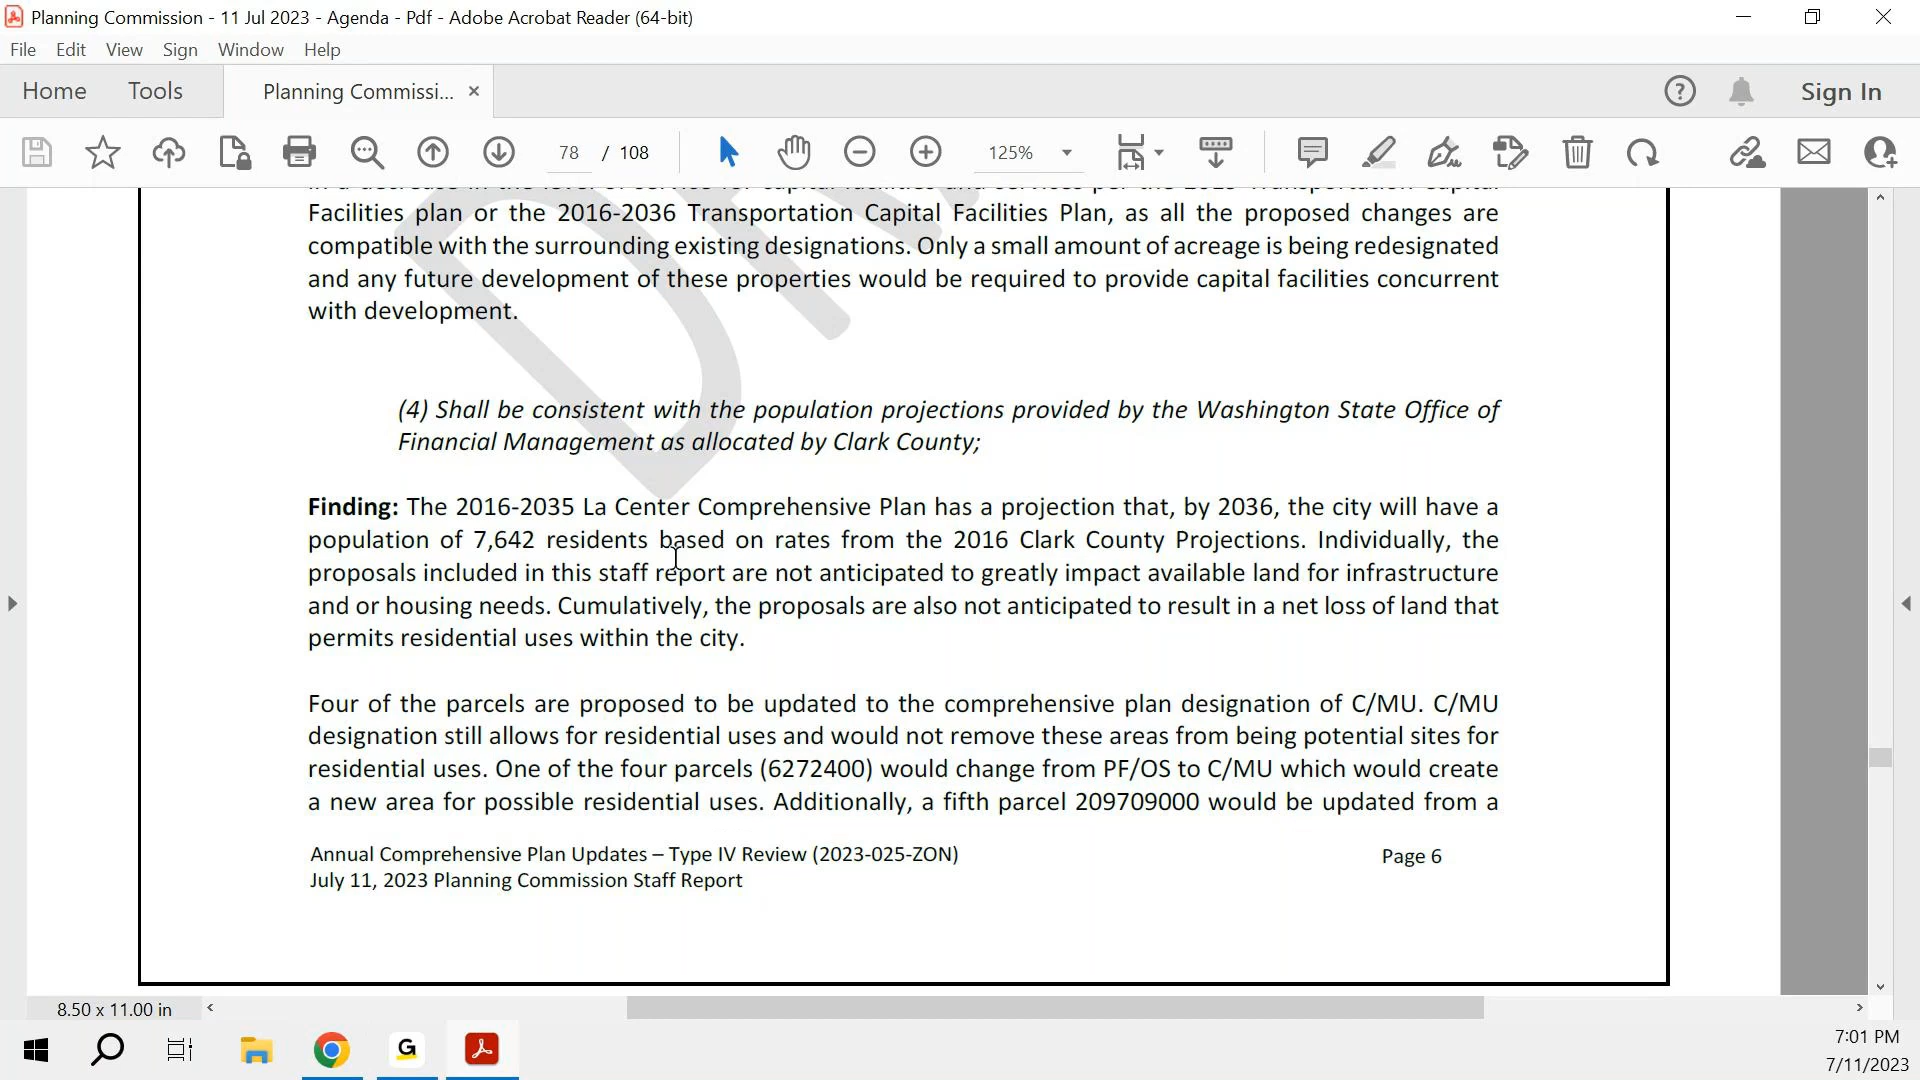 Planning Commission - 11 Jul 2023 - Agenda - Pdf - Adobe Acrobat Reader (64-bit)
File Edit View Sign Window Help
Home Tools Planning Commissi... × Sign In
78 / 108 125%
Facilities plan or the 2016-2036 Transportation Capital Facilities Plan, as all the proposed changes are
compatible with the surrounding existing designations. Only a small amount of acreage is being redesignated
and any future development of these properties would be required to provide capital facilities concurrent
with development.
(4) Shall be consistent with the population projections provided by the Washington State Office of
Financial Management as allocated by Clark County;
Finding: The 2016-2035 La Center Comprehensive Plan has a projection that, by 2036, the city will have a
population of 7,642 residents based on rates from the 2016 Clark County Projections. Individually, the
proposals included in this staff report are not anticipated to greatly impact available land for infrastructure
and or housing needs. Cumulatively, the proposals are also not anticipated to result in a net loss of land that
permits residential uses within the city.
Four of the parcels are proposed to be updated to the comprehensive plan designation of C/MU. C/MU
designation still allows for residential uses and would not remove these areas from being potential sites for
residential uses. One of the four parcels (6272400) would change from PF/OS to C/MU which would create
a new area for possible residential uses. Additionally, a fifth parcel 209709000 would be updated from a
Annual Comprehensive Plan Updates – Type IV Review (2023-025-ZON) Page 6
July 11, 2023 Planning Commission Staff Report
8.50 x 11.00 in
7:01 PM
7/11/2023